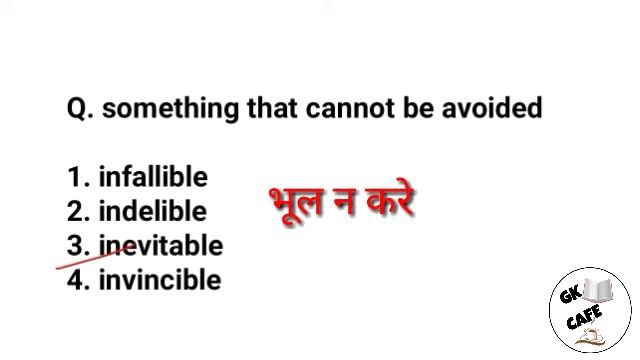 Q. something that cannot be avoided
1. infallible
2. indelible
3. inevitable
4. invincible
भूल न करे
GK
CAFE